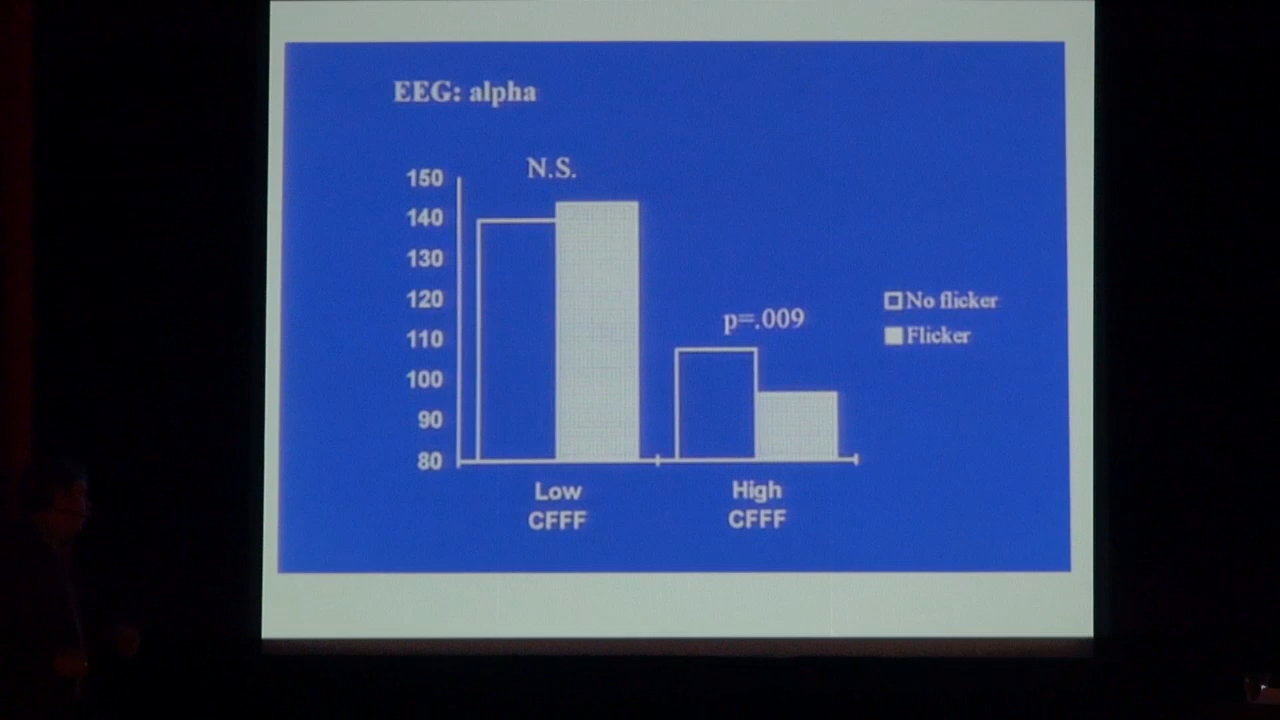 EEG: alpha
N.S.
150
140
130
120
110
100
90
80
p=.009
No flicker
Flicker
Low
CFFF
High
CFFF